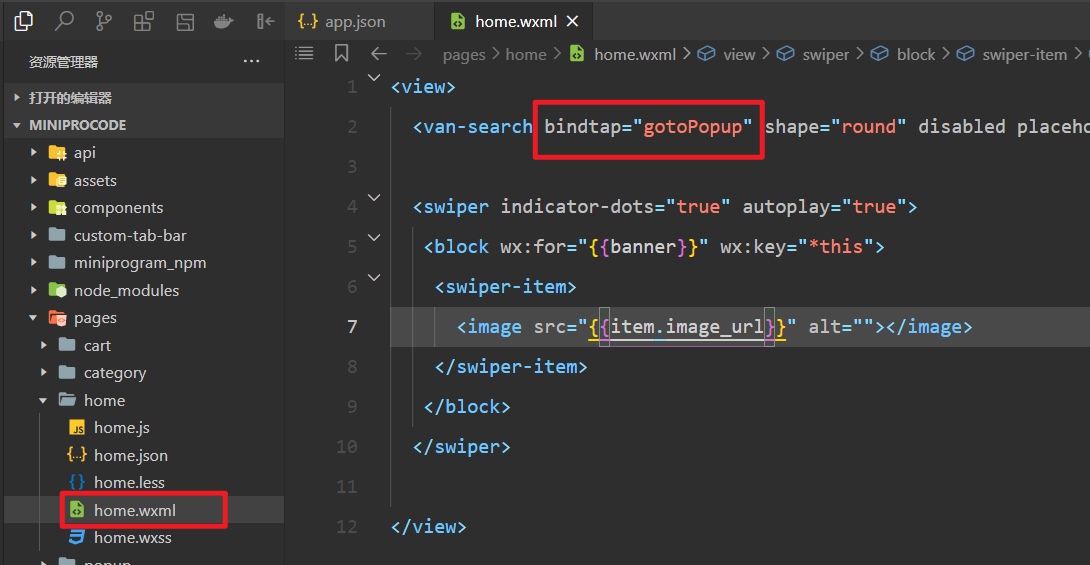 app.json
home.wxml
资源管理器
pages home home.wxml view swiper block swiper-item
打开的编辑器
MINIPROCODE
api
assets
components
custom-tab-bar
miniprogram_npm
node_modules
pages
cart
category
home
home.js
home.json
home.less
home.wxml
home.wxss
popup
1 <view>
2 <van-search bindtap="gotoPopup" shape="round" disabled placeho
3
4 <swiper indicator-dots="true" autoplay="true">
5 <block wx:for="{{banner}}" wx:key="*this">
6 <swiper-item>
7 <image src="{{item.image_url}}" alt=""></image>
8 </swiper-item>
9 </block>
10 </swiper>
11
12 </view>